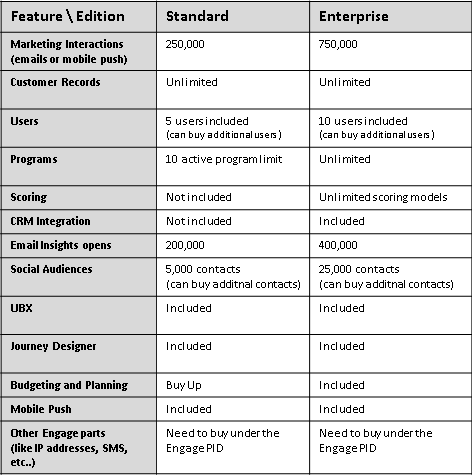 Feature \ Edition Standard Enterprise
Marketing Interactions 250,000 750,000
(emails or mobile push)
Customer Records Unlimited Unlimited
Users 5 users included 10 users included
(can buy additional users) (can buy additional users)
Programs 10 active program limit Unlimited
Scoring Not included Unlimited scoring models
CRM Integration Not included Included
Email Insights opens 200,000 400,000
Social Audiences 5,000 contacts 25,000 contacts
(can buy additnal contacts) (can buy additnal contacts)
UBX Included Included
Journey Designer Included Included
Budgeting and Planning Buy Up Included
Mobile Push Included Included
Other Engage parts Need to buy under the Need to buy under the
(like IP addresses, SMS, Engage PID Engage PID
etc..)